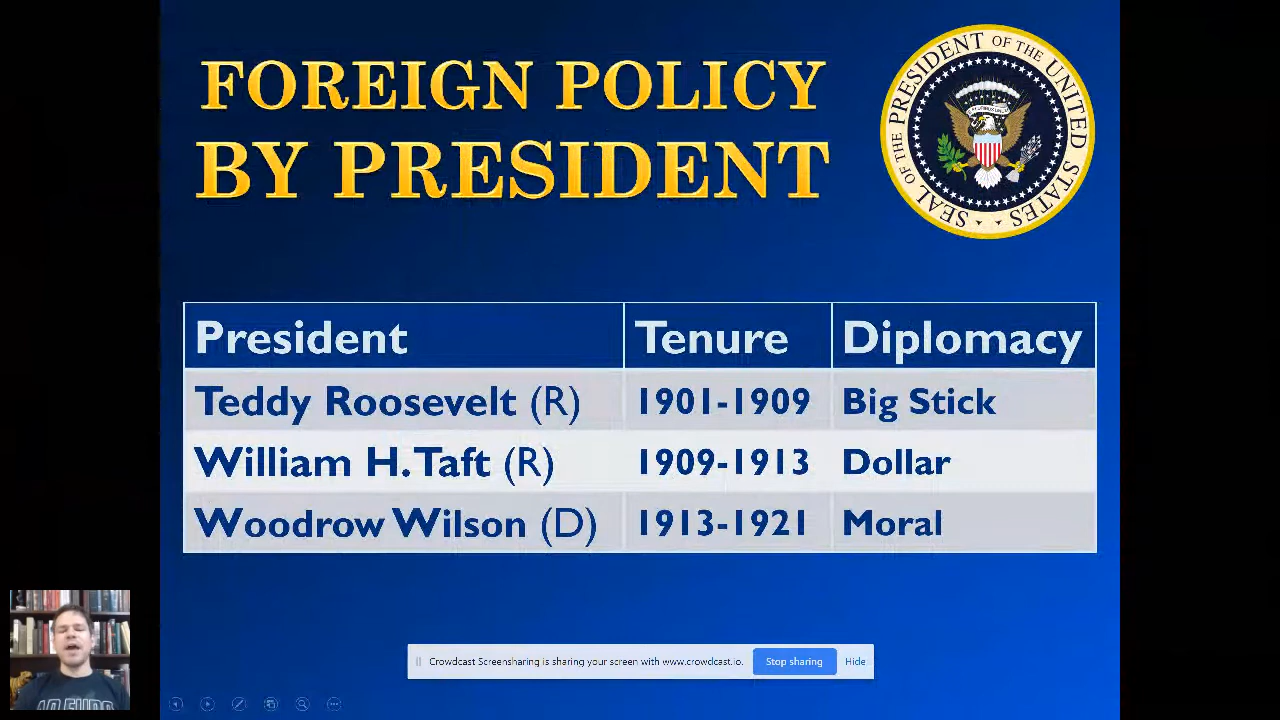 FOREIGN POLICY
BY PRESIDENT
SEAL OF THE PRESIDENT OF THE UNITED STATES
President Tenure Diplomacy
Teddy Roosevelt (R) 1901-1909 Big Stick
William H. Taft (R) 1909-1913 Dollar
Woodrow Wilson (D) 1913-1921 Moral
Crowdcast Screensharing is sharing your screen with www.crowdcast.io. Stop sharing Hide